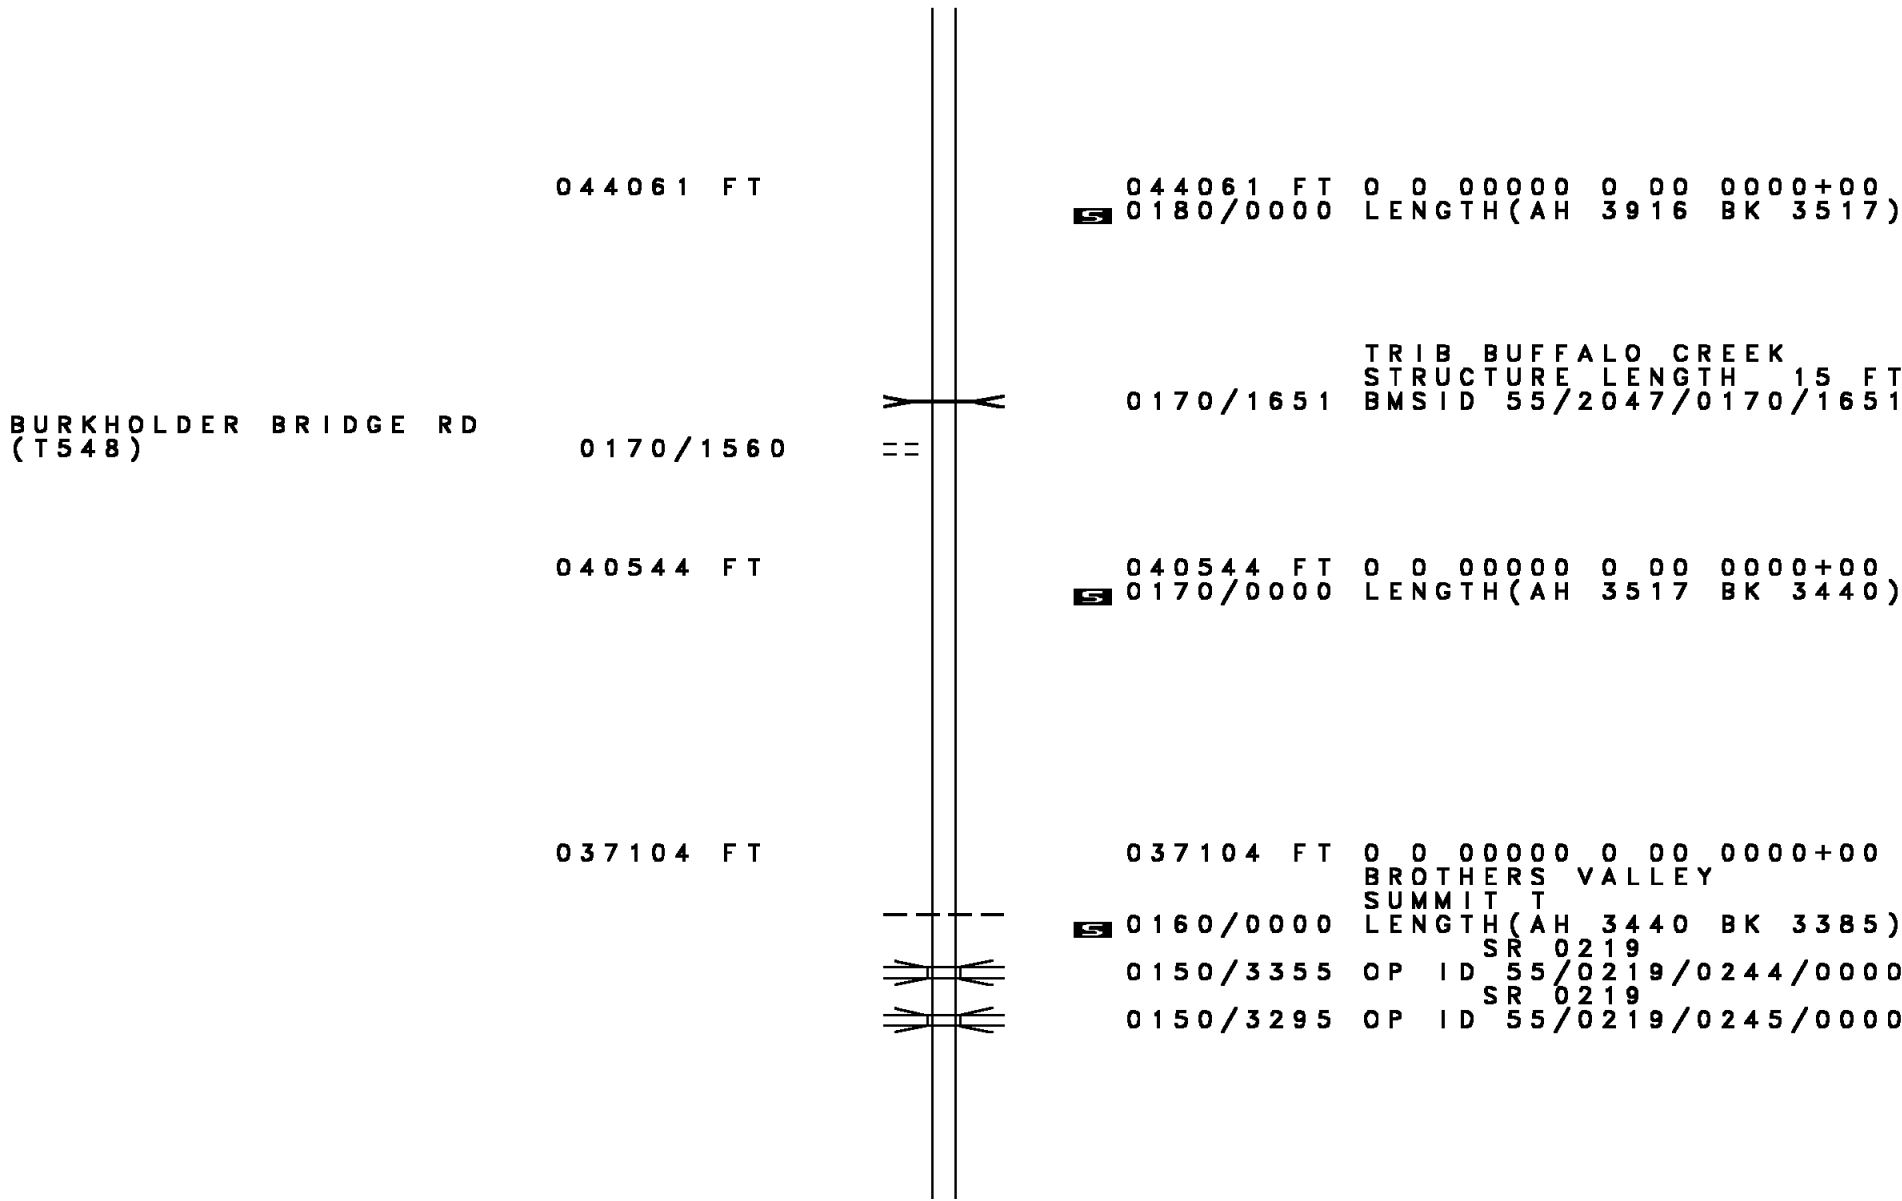 044061 FT 044061 FT 0 0 00000 0 00 0000+00
S 0180/0000 LENGTH(AH 3916 BK 3517)
TRIB BUFFALO CREEK
STRUCTURE LENGTH 15 FT
0170/1651 BMSID 55/2047/0170/1651
BURKHOLDER BRIDGE RD
(T548) 0170/1560
040544 FT 040544 FT 0 0 00000 0 00 0000+00
S 0170/0000 LENGTH(AH 3517 BK 3440)
037104 FT 037104 FT 0 0 00000 0 00 0000+00
BROTHERS VALLEY
SUMMIT T
S 0160/0000 LENGTH(AH 3440 BK 3385)
SR 0219
0150/3355 OP ID 55/0219/0244/0000
SR 0219
0150/3295 OP ID 55/0219/0245/0000